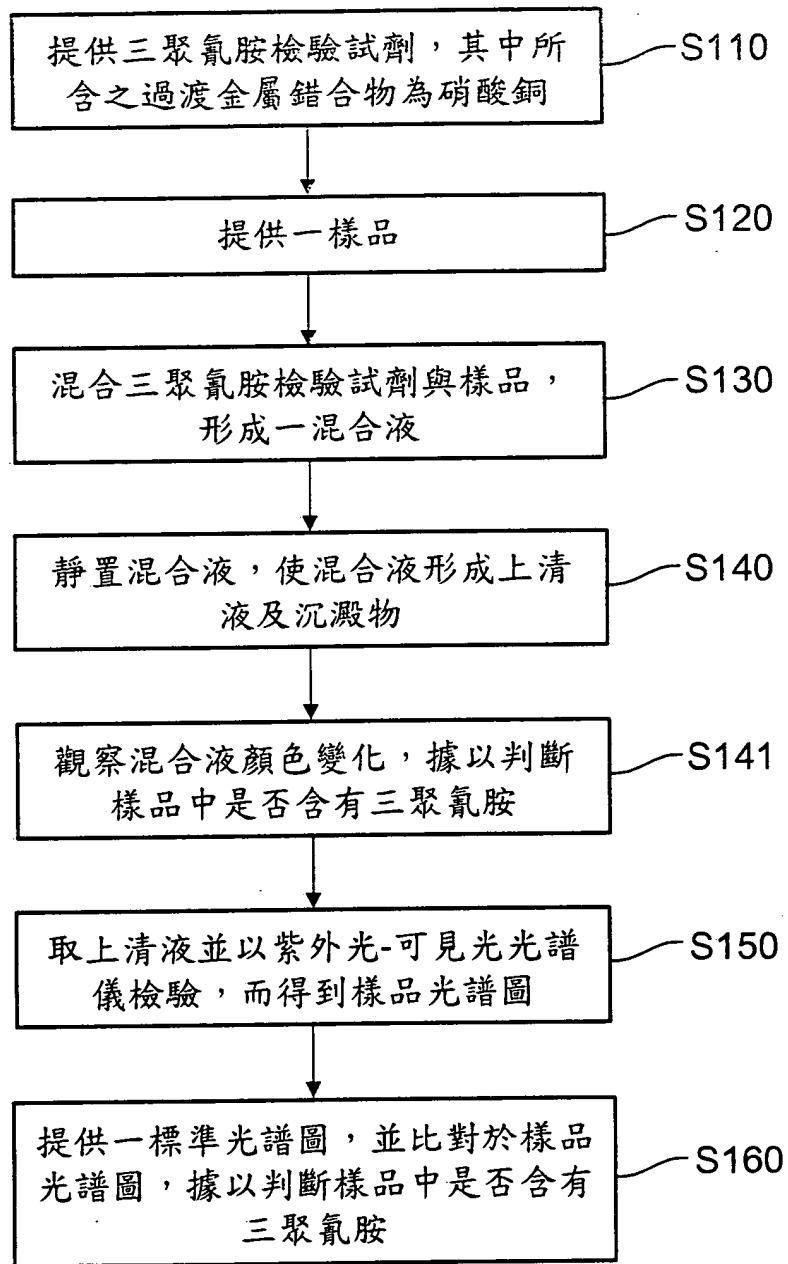 提供三聚氰胺檢驗試劑，其中所
含之過渡金屬錯合物為硝酸銅
S110
提供一樣品
S120
混合三聚氰胺檢驗試劑與樣品，
形成一混合液
S130
靜置混合液，使混合液形成上清
液及沉澱物
S140
觀察混合液顏色變化，據以判斷
樣品中是否含有三聚氰胺
S141
取上清液並以紫外光-可見光光譜
儀檢驗，而得到樣品光譜圖
S150
提供一標準光譜圖，並比對於樣品
光譜圖，據以判斷樣品中是否含有
三聚氰胺
S160